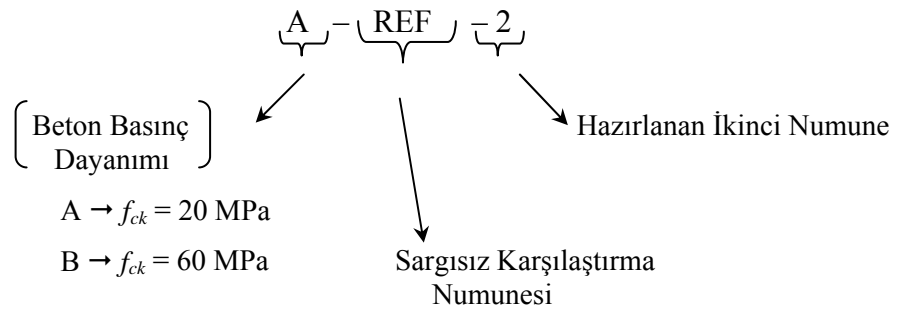 A – REF – 2
Beton Basınç
Dayanımı
Hazırlanan İkinci Numune
A → fck = 20 MPa
B → fck = 60 MPa
Sargısız Karşılaştırma
Numunesi